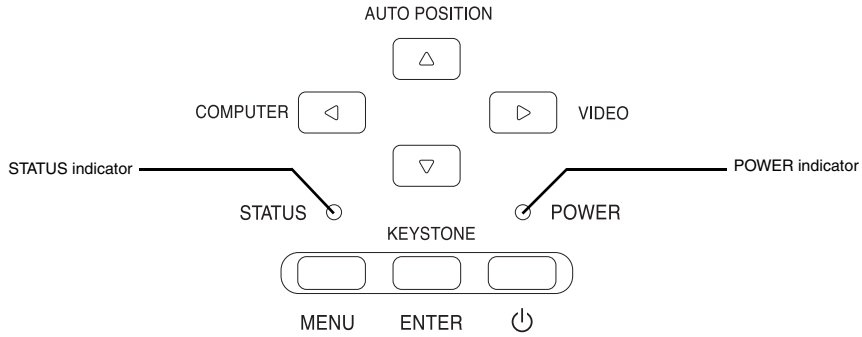 AUTO POSITION
COMPUTER
VIDEO
STATUS indicator
POWER indicator
STATUS
POWER
KEYSTONE
MENU
ENTER